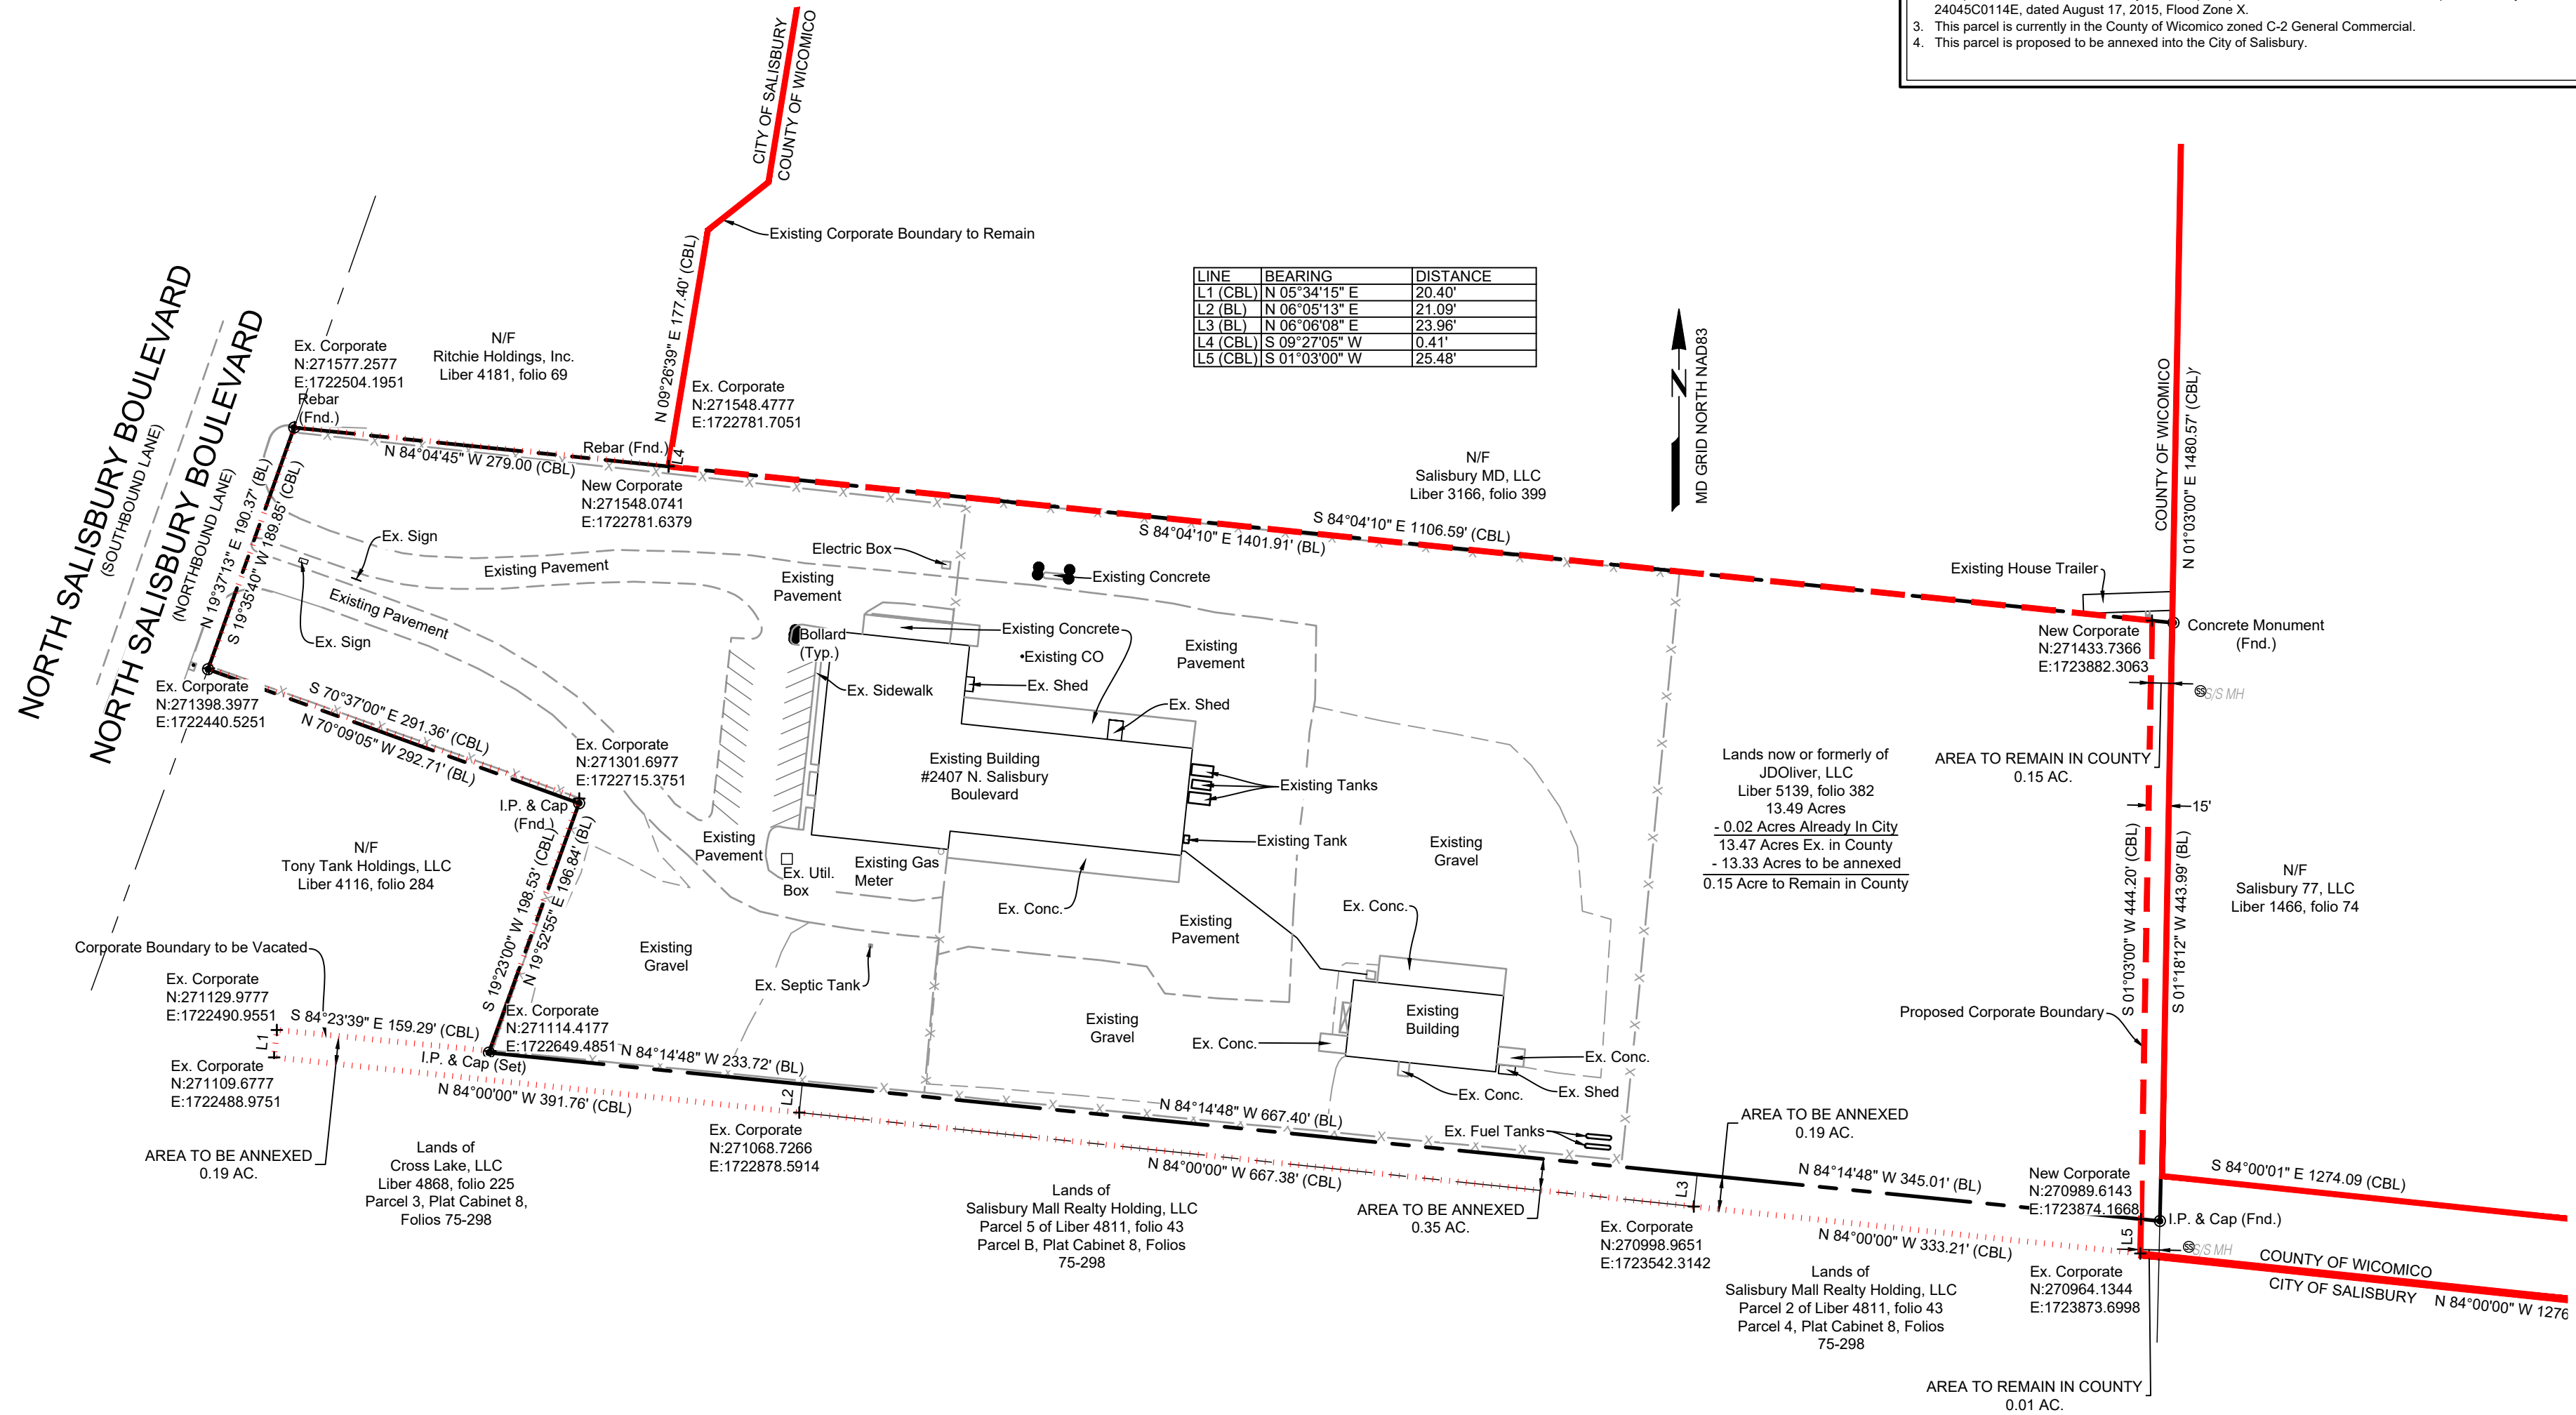 24045C0114E, dated August 17, 2015, Flood Zone X.
3. This parcel is currently in the County of Wicomico zoned C-2 General Commercial.
4. This parcel is proposed to be annexed into the City of Salisbury.
CITY OF SALISBURY
COUNTY OF WICOMICO
Existing Corporate Boundary to Remain
N 09°26'39" E 177.40' (CBL)
LINE BEARING DISTANCE
L1 (CBL) N 05°34'15" E 20.40'
L2 (BL) N 06°05'13" E 21.09'
L3 (BL) N 06°06'08" E 23.96'
L4 (CBL) S 09°27'05" W 0.41'
L5 (CBL) S 01°03'00" W 25.48'
N
MD GRID NORTH NAD83
NORTH SALISBURY BOULEVARD
(SOUTHBOUND LANE)
NORTH SALISBURY BOULEVARD
(NORTHBOUND LANE)
Ex. Corporate
N:271577.2577
E:1722504.1951
Rebar
(Fnd.)
N/F
Ritchie Holdings, Inc.
Liber 4181, folio 69
Ex. Corporate
N:271548.4777
E:1722781.7051
Rebar (Fnd.)
L4
N 84°04'45" W 279.00 (CBL)
New Corporate
N:271548.0741
E:1722781.6379
N/F
Salisbury MD, LLC
Liber 3166, folio 399
S 84°04'10" E 1106.59' (CBL)
S 84°04'10" E 1401.91' (BL)
COUNTY OF WICOMICO
N 01°03'00" E 1480.57' (CBL)
N 19°37'13" E 190.37' (BL)
S 19°35'40" W 189.85' (CBL)
Ex. Sign
Existing Pavement
Existing Pavement
Ex. Sign
Electric Box
Existing
Pavement
Existing Concrete
Existing House Trailer
Bollard
(Typ.)
Existing Concrete
•Existing CO
Ex. Shed
Ex. Sidewalk
Ex. Shed
Existing
Pavement
New Corporate
N:271433.7366
E:1723882.3063
Concrete Monument
(Fnd.)
S/S MH
Ex. Corporate
N:271398.3977
E:1722440.5251
S 70°37'00" E 291.36' (CBL)
N 70°09'05" W 292.71' (BL)
Ex. Corporate
N:271301.6977
E:1722715.3751
I.P. & Cap
(Fnd.)
Existing Building
#2407 N. Salisbury
Boulevard
Existing Tanks
Existing Tank
Lands now or formerly of
JDOliver, LLC
Liber 5139, folio 382
13.49 Acres
- 0.02 Acres Already In City
13.47 Acres Ex. in County
- 13.33 Acres to be annexed
0.15 Acre to Remain in County
AREA TO REMAIN IN COUNTY
0.15 AC.
15'
N/F
Tony Tank Holdings, LLC
Liber 4116, folio 284
S 19°23'00" W 198.53' (CBL)
N 19°52'55" E 196.84' (BL)
Existing
Pavement
Ex. Util.
Box
Existing Gas
Meter
Ex. Conc.
Existing
Gravel
Existing
Pavement
Ex. Conc.
S 01°03'00" W 444.20' (CBL)
S 01°18'12" W 443.99' (BL)
N/F
Salisbury 77, LLC
Liber 1466, folio 74
Corporate Boundary to be Vacated
Ex. Corporate
N:271129.9777
E:1722490.9551
S 84°23'39" E 159.29' (CBL)
L1
Ex. Corporate
N:271109.6777
E:1722488.9751
Existing
Gravel
Ex. Septic Tank
Ex. Corporate
N:271114.4177
E:1722649.4851
I.P. & Cap (Set)
N 84°14'48" W 233.72' (BL)
Existing
Gravel
Existing
Building
Ex. Conc.
Ex. Conc.
Ex. Conc.
Ex. Shed
Proposed Corporate Boundary
N 84°00'00" W 391.76' (CBL)
L2
Ex. Corporate
N:271068.7266
E:1722878.5914
N 84°14'48" W 667.40' (BL)
N 84°00'00" W 667.38' (CBL)
Ex. Fuel Tanks
AREA TO BE ANNEXED
0.19 AC.
AREA TO BE ANNEXED
0.19 AC.
Lands of
Cross Lake, LLC
Liber 4868, folio 225
Parcel 3, Plat Cabinet 8,
Folios 75-298
Lands of
Salisbury Mall Realty Holding, LLC
Parcel 5 of Liber 4811, folio 43
Parcel B, Plat Cabinet 8, Folios
75-298
AREA TO BE ANNEXED
0.35 AC.
L3
N 84°14'48" W 345.01' (BL)
Ex. Corporate
N:270998.9651
E:1723542.3142
N 84°00'00" W 333.21' (CBL)
New Corporate
N:270989.6143
E:1723874.1668
S 84°00'01" E 1274.09 (CBL)
I.P. & Cap (Fnd.)
L5
S/S MH
COUNTY OF WICOMICO
CITY OF SALISBURY
N 84°00'00" W 1276
Lands of
Salisbury Mall Realty Holding, LLC
Parcel 2 of Liber 4811, folio 43
Parcel 4, Plat Cabinet 8, Folios
75-298
Ex. Corporate
N:270964.1344
E:1723873.6998
AREA TO REMAIN IN COUNTY
0.01 AC.